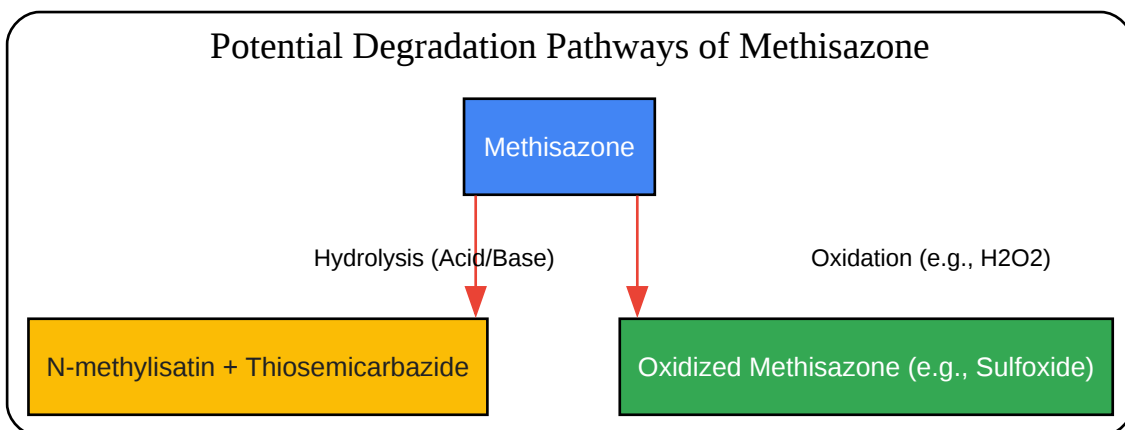 Potential Degradation Pathways of Methisazone
Methisazone
Hydrolysis (Acid/Base)
Oxidation (e.g., H2O2)
N-methylisatin + Thiosemicarbazide
Oxidized Methisazone (e.g., Sulfoxide)